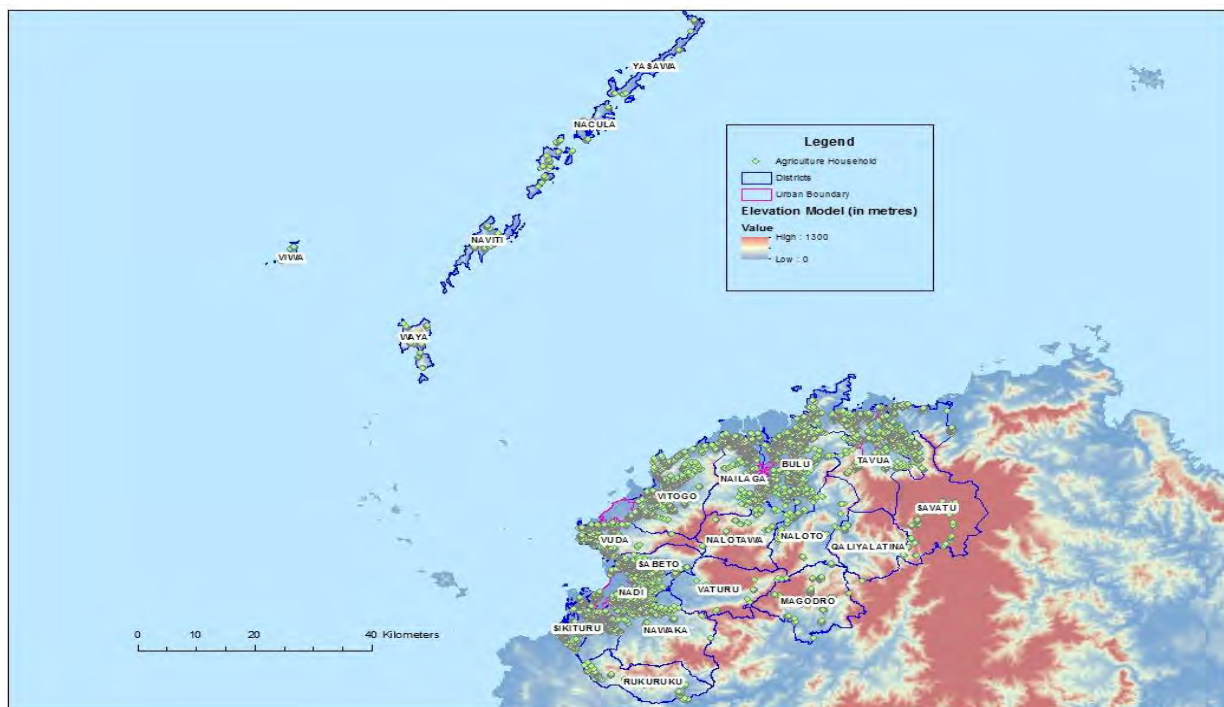 YASAWA
NACULA
Legend
Agriculture Household
Districts
Urban Boundary
Elevation Model (in metres)
Value
High : 1300
Low : 0
NAVITI
VIWA
WAYA
TAVUA
BULU
NAILAGA
VITOGO
SAVATU
VUDA
NALOTAWA
NALOTO
QALIYALATINA
SABETO
VATURU
NADI
MAGODRO
SIKITURU
NAWAKA
0 10 20 40 Kilometers
RUKURUKU